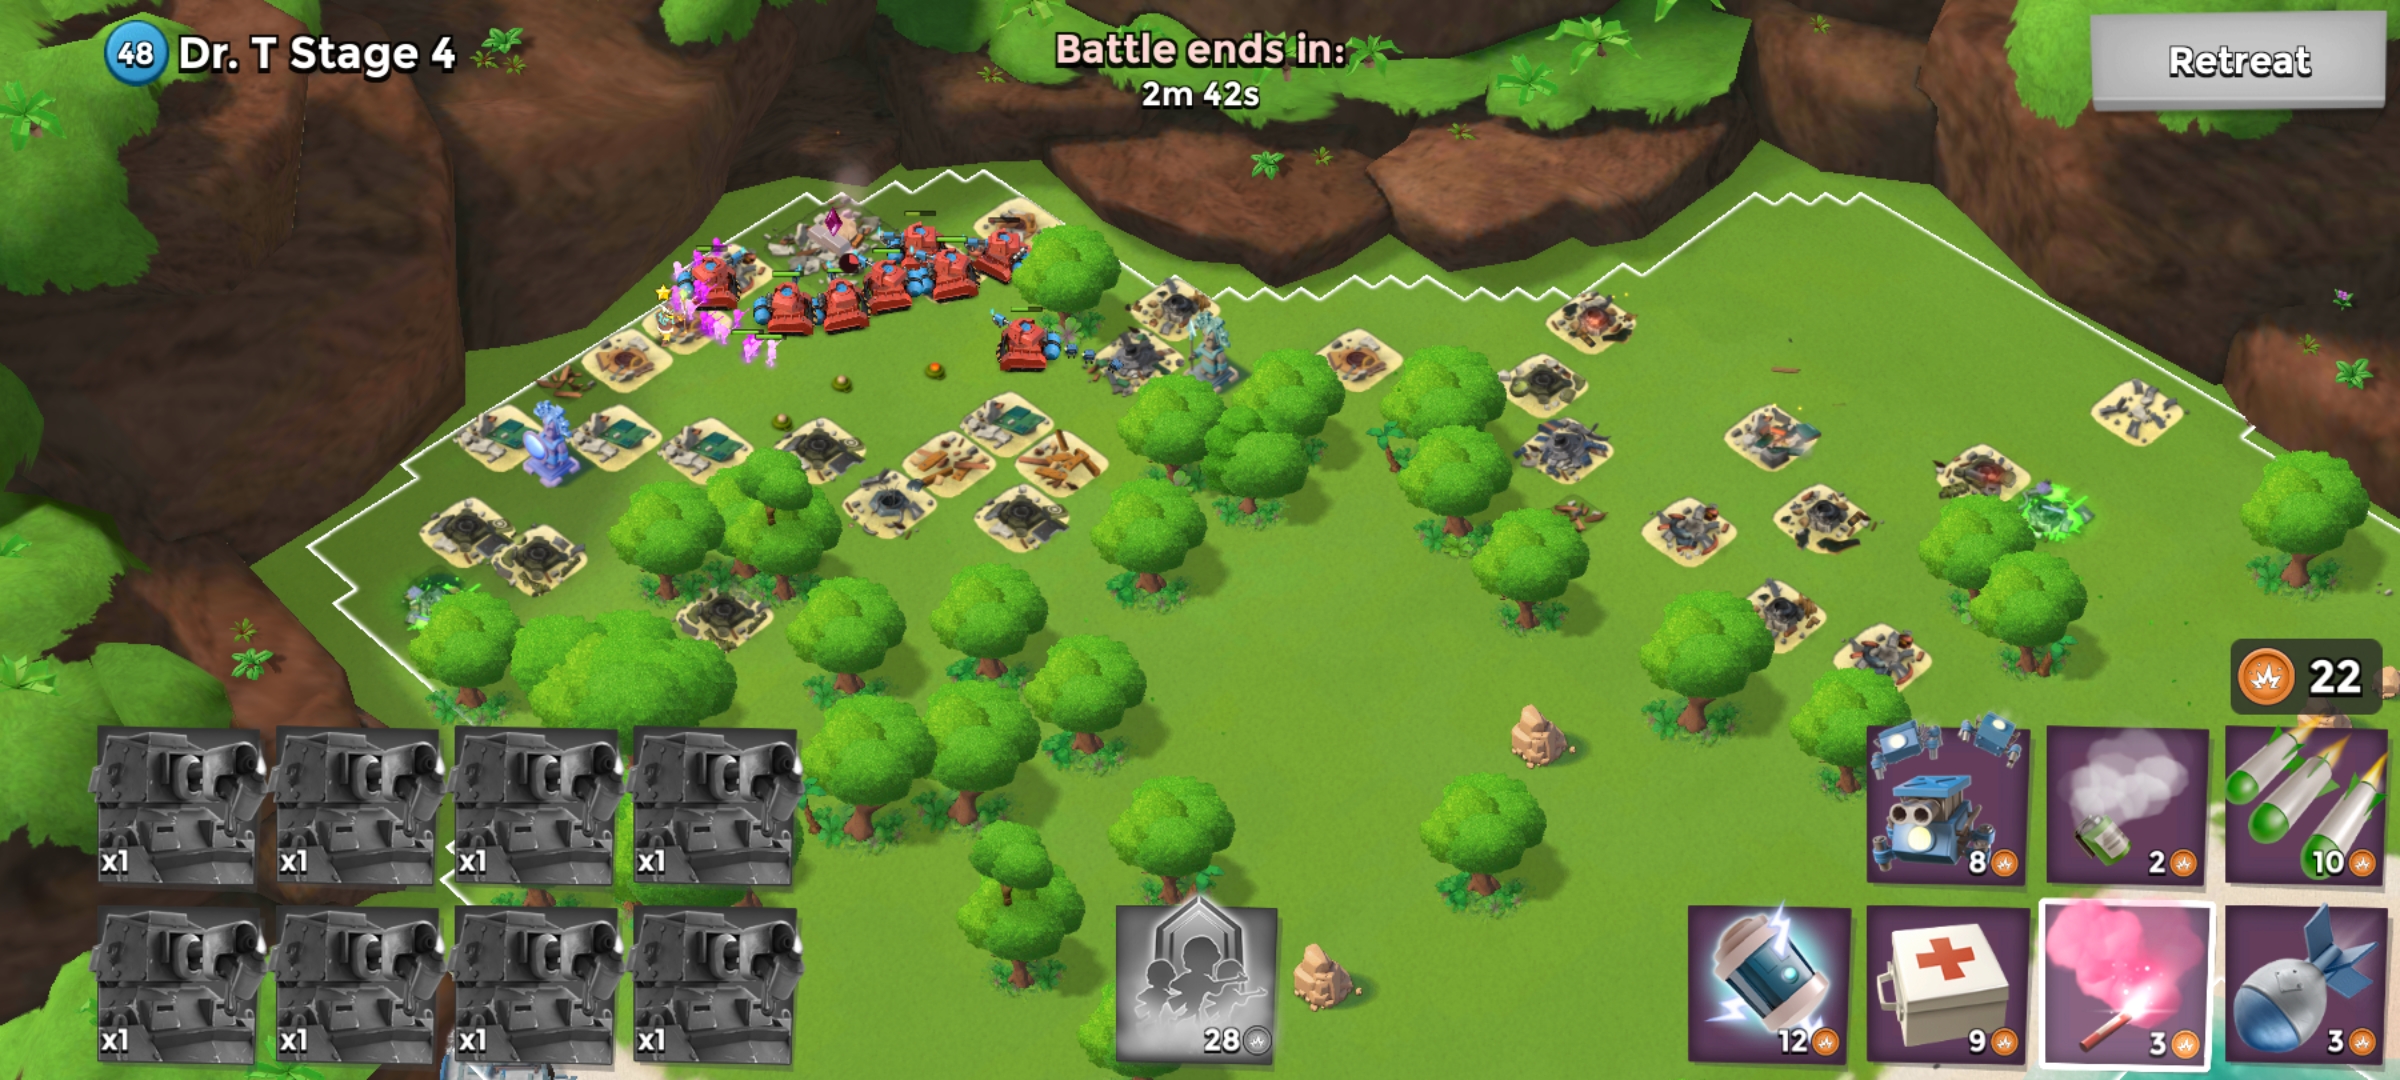 48 Dr. T Stage 4
Battle ends in:
2m 42s
Retreat
22
x1 x1 x1 x1
8 2 10
x1 x1 x1 x1
28
12 9 3 3